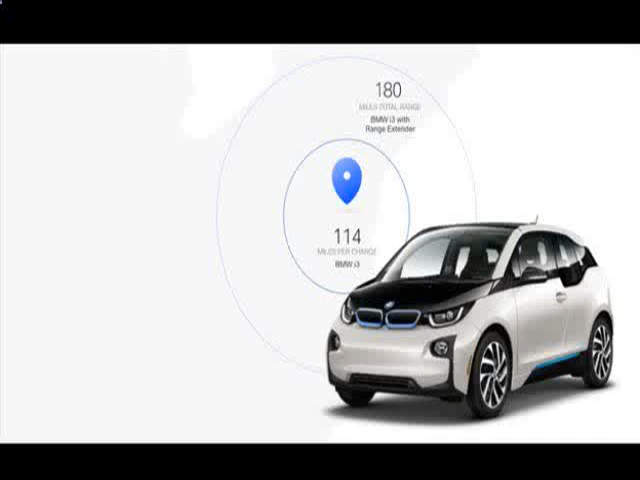 180
MILES TOTAL RANGE
BMW i3 with
Range Extender
114
MILES PER CHARGE
BMW i3